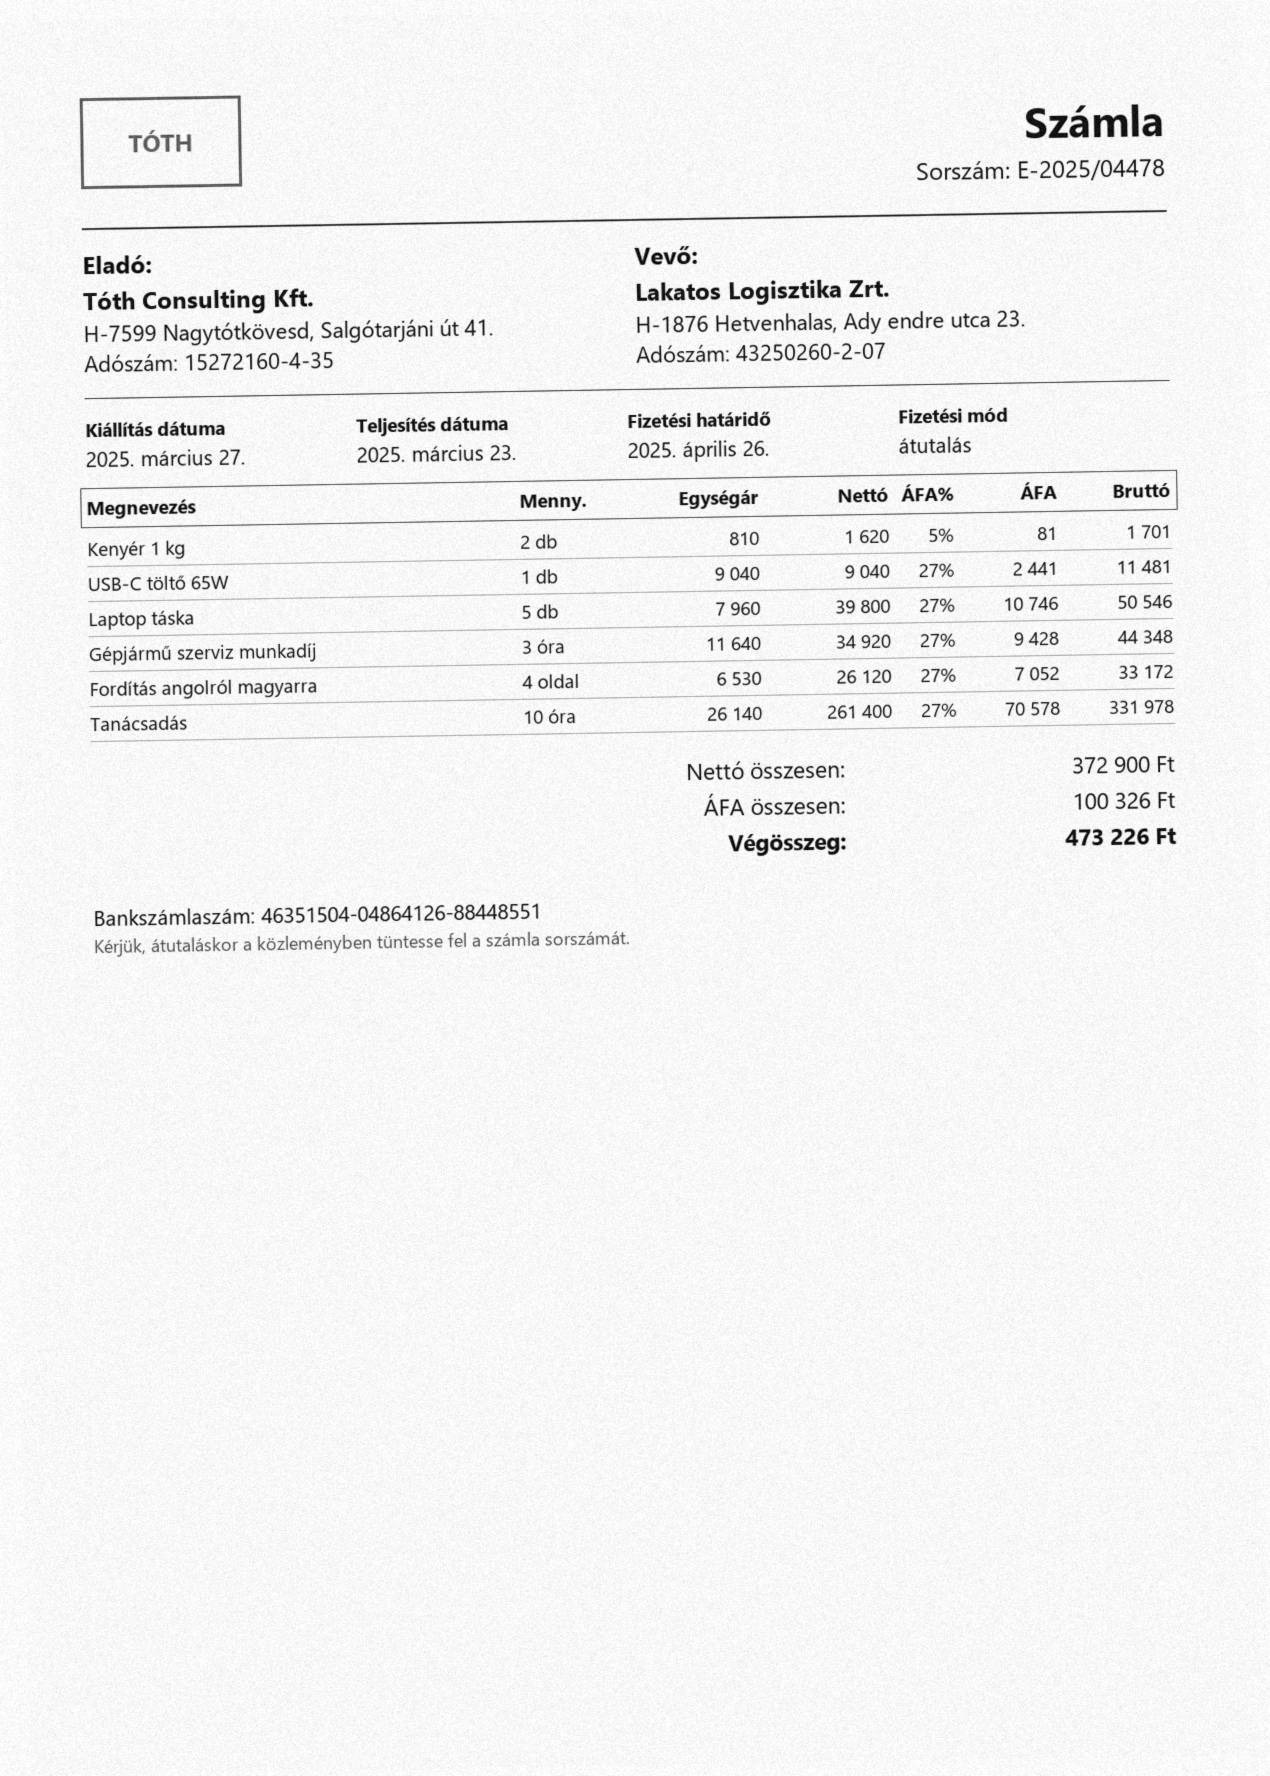 TÓTH
Számla
Sorszám: E-2025/04478
Eladó:
Tóth Consulting Kft.
H-7599 Nagytótkövesd, Salgótarjáni út 41.
Adószám: 15272160-4-35
Vevő:
Lakatos Logisztika Zrt.
H-1876 Hetvenhalas, Ady endre utca 23.
Adószám: 43250260-2-07
Kiállítás dátuma
2025. március 27.
Teljesítés dátuma
2025. március 23.
Fizetési határidő
2025. április 26.
Fizetési mód
átutalás
Megnevezés Menny. Egységár Nettó ÁFA% ÁFA Bruttó
Kenyér 1 kg 2 db 810 1 620 5% 81 1 701
USB-C töltő 65W 1 db 9 040 9 040 27% 2 441 11 481
Laptop táska 5 db 7 960 39 800 27% 10 746 50 546
Gépjármű szerviz munkadíj 3 óra 11 640 34 920 27% 9 428 44 348
Fordítás angolról magyarra 4 oldal 6 530 26 120 27% 7 052 33 172
Tanácsadás 10 óra 26 140 261 400 27% 70 578 331 978
Nettó összesen: 372 900 Ft
ÁFA összesen: 100 326 Ft
Végösszeg: 473 226 Ft
Bankszámlaszám: 46351504-04864126-88448551
Kérjük, átutaláskor a közleményben tüntesse fel a számla sorszámát.